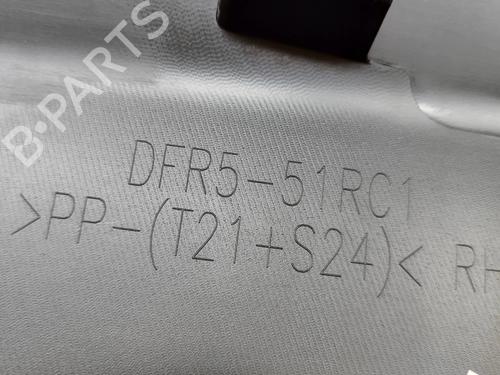 B-PARTS
DFR5-51RC1
>PP-(T21+S24)< RH